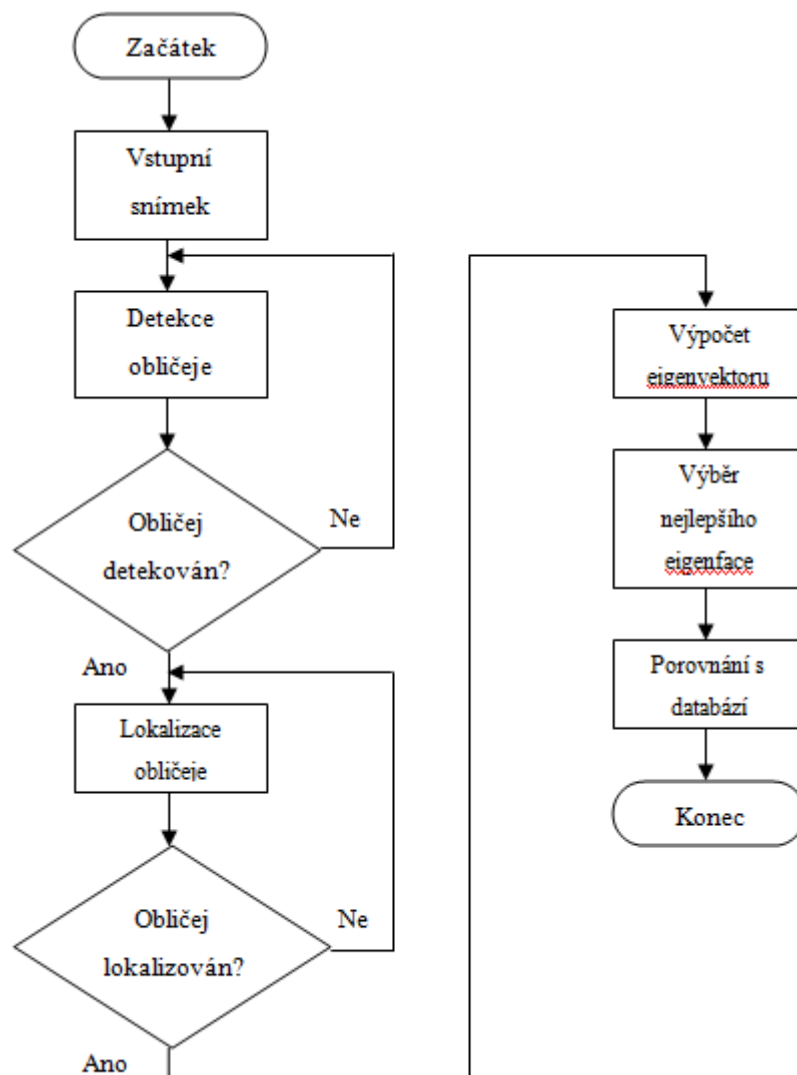 Začátek
Vstupní
snímek
Detekce
obličeje
Obličej
detekován?
Ne
Ano
Lokalizace
obličeje
Obličej
lokalizován?
Ne
Ano
Výpočet
eigenvektoru
Výběr
nejlepšího
eigenface
Porovnání s
databází
Konec